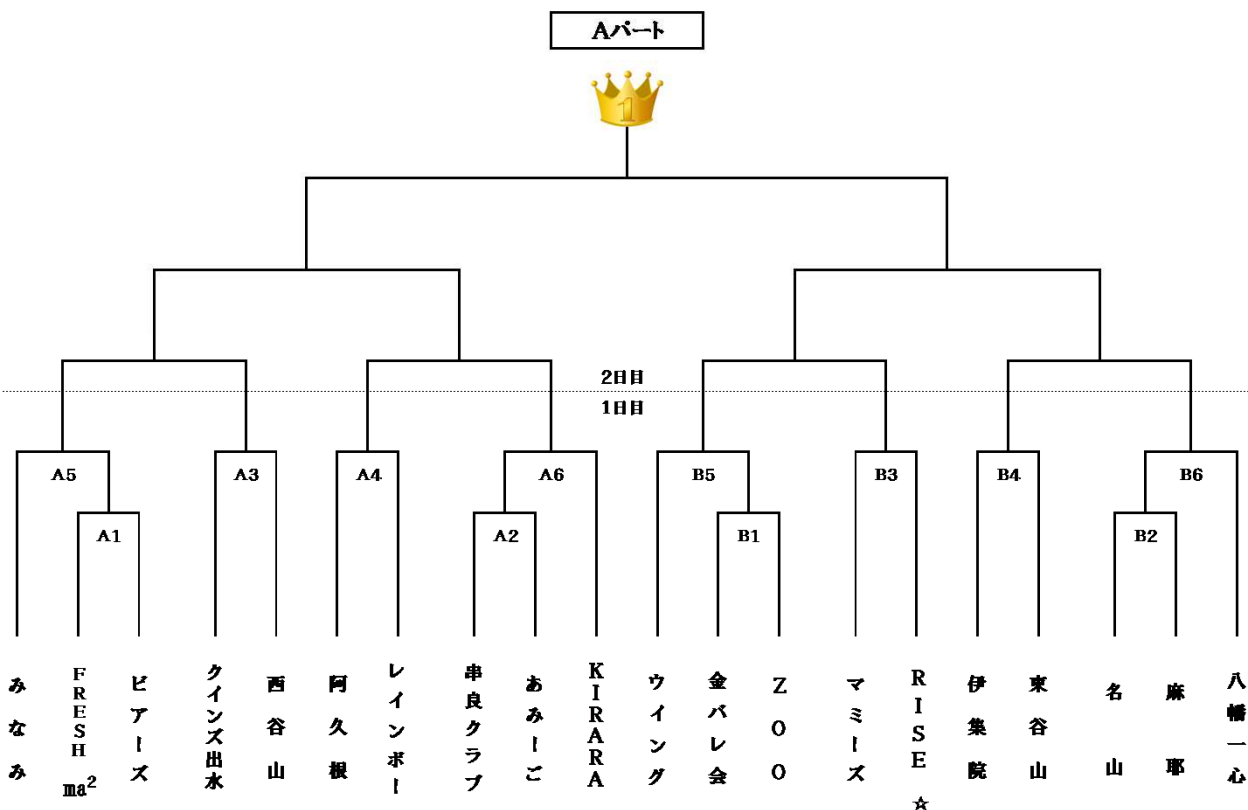 Aパート
1
2日目
1日目
A5
A3
A4
A6
B5
B3
B4
B6
A1
A2
B1
B2
みなみ
FRESH ma²
ビアーズ
クインズ出水
西谷山
阿久根
レインボー
串良クラブ
あみーご
KIRARA
ウイング
金バレ会
ZOO
マミーズ
RISE☆
伊集院
東谷山
名山
麻耶
八幡一心